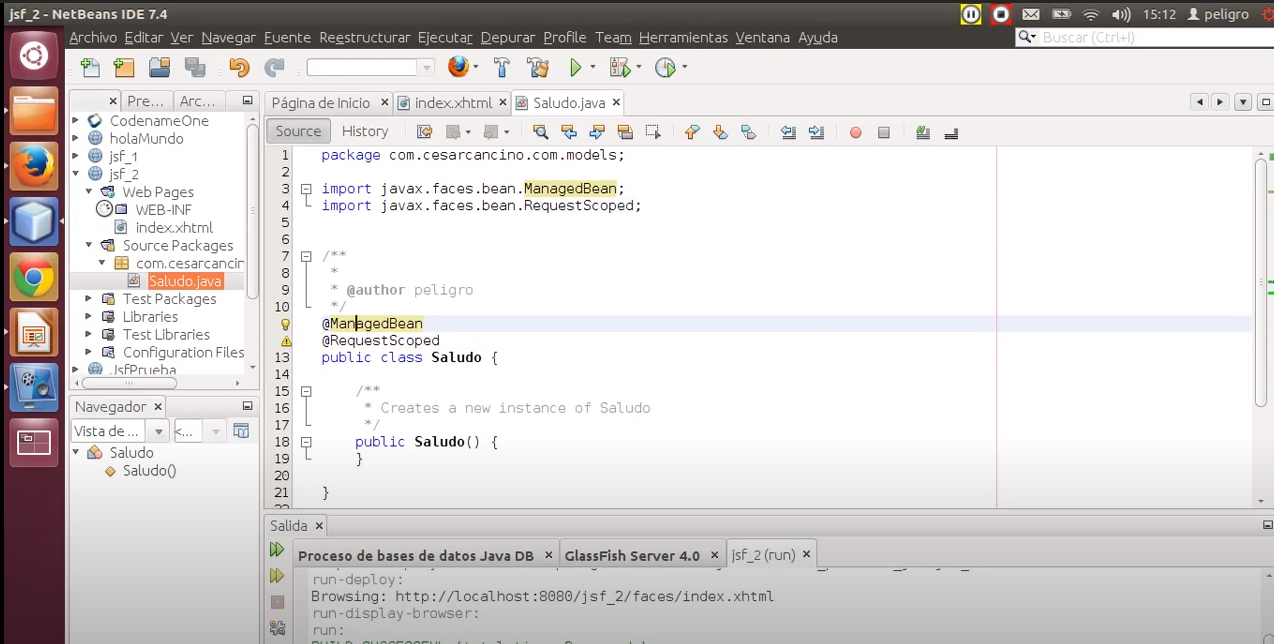 jsf_2 - NetBeans IDE 7.4
15:12 peligro
Archivo Editar Ver Navegar Fuente Reestructurar Ejecutar Depurar Profile Team Herramientas Ventana Ayuda
Buscar (Ctrl+I)
Pre... Arc...
Página de Inicio index.xhtml Saludo.java
Source History
CodenameOne
holaMundo
jsf_1
jsf_2
Web Pages
WEB-INF
index.xhtml
Source Packages
com.cesarcancin
Saludo.java
Test Packages
Libraries
Test Libraries
Configuration Files
JsfPrueba
Navegador
Vista de ... <...
Saludo
Saludo()
1 package com.cesarcancino.com.models;
2
3 import javax.faces.bean.ManagedBean;
4 import javax.faces.bean.RequestScoped;
5
6
7 /**
8 *
9 * @author peligro
10 */
@ManagedBean
@RequestScoped
13 public class Saludo {
14
15 /**
16 * Creates a new instance of Saludo
17 */
18 public Saludo() {
19 }
20
21 }
Salida
Proceso de bases de datos Java DB GlassFish Server 4.0 jsf_2 (run)
run-deploy:
Browsing: http://localhost:8080/jsf_2/faces/index.xhtml
run-display-browser:
run: